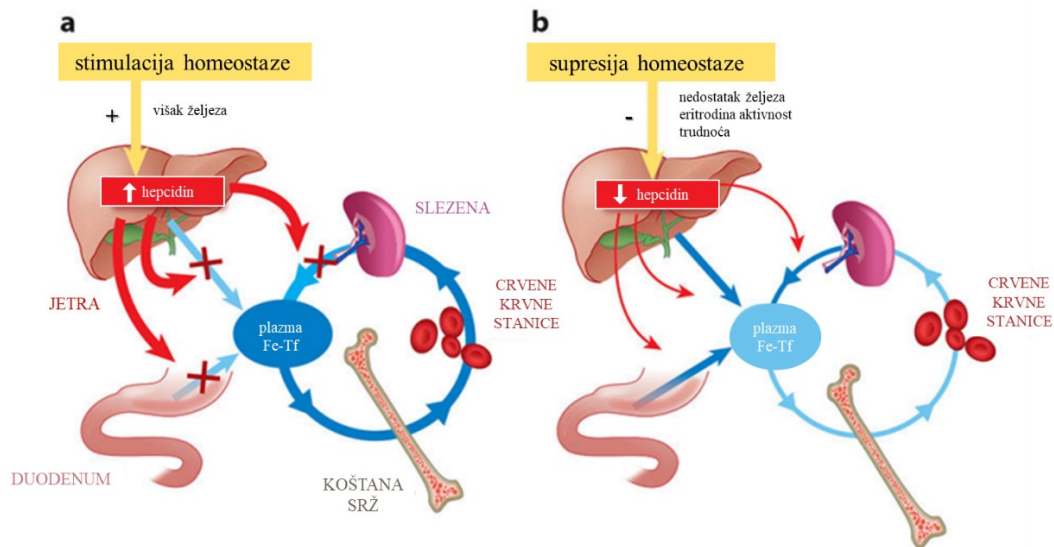 a
stimulacija homeostaze
+
višak željeza
hepcidin
SLEZENA
JETRA
CRVENE
KRVNE
STANICE
plazma
Fe-Tf
DUODENUM
KOŠTANA
SRŽ
b
supresija homeostaze
-
nedostatak željeza
eritrodina aktivnost
trudnoća
hepcidin
CRVENE
KRVNE
STANICE
plazma
Fe-Tf